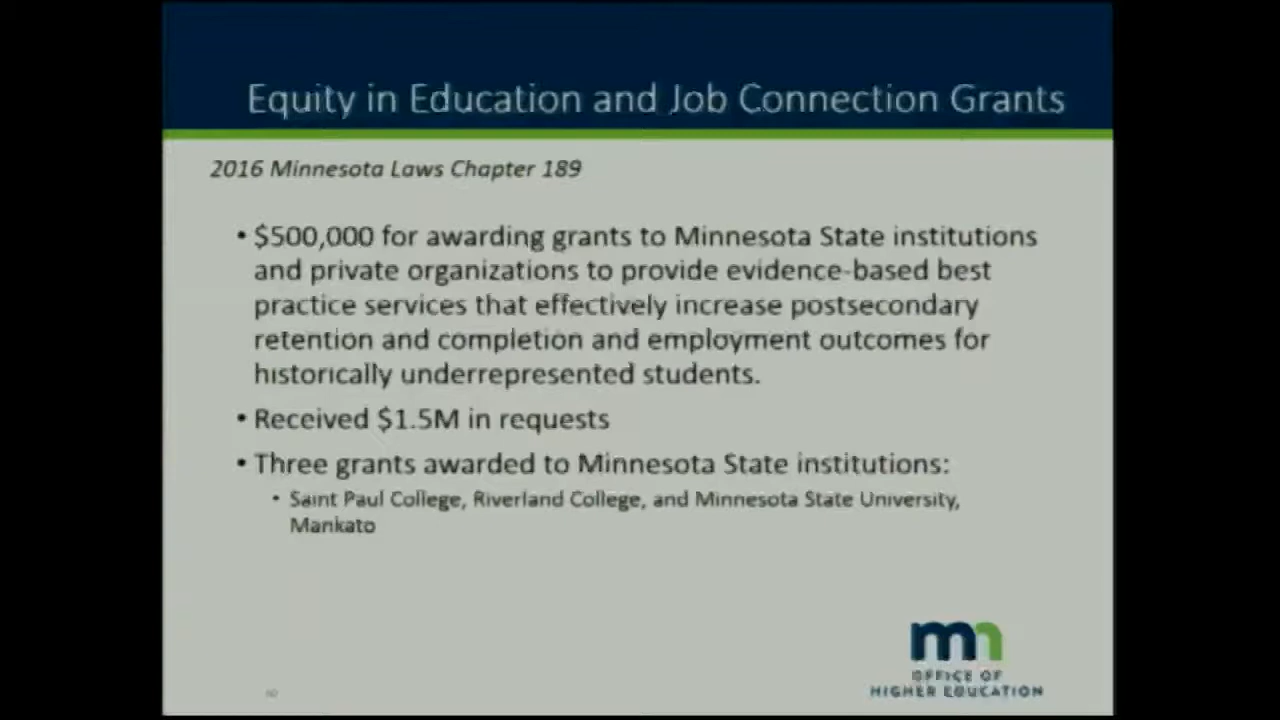 Equity in Education and Job Connection Grants
2016 Minnesota Laws Chapter 189
• $500,000 for awarding grants to Minnesota State institutions
and private organizations to provide evidence-based best
practice services that effectively increase postsecondary
retention and completion and employment outcomes for
historically underrepresented students.
• Received $1.5M in requests
• Three grants awarded to Minnesota State institutions:
• Saint Paul College, Riverland College, and Minnesota State University,
Mankato
mn
OFFICE OF
HIGHER EDUCATION